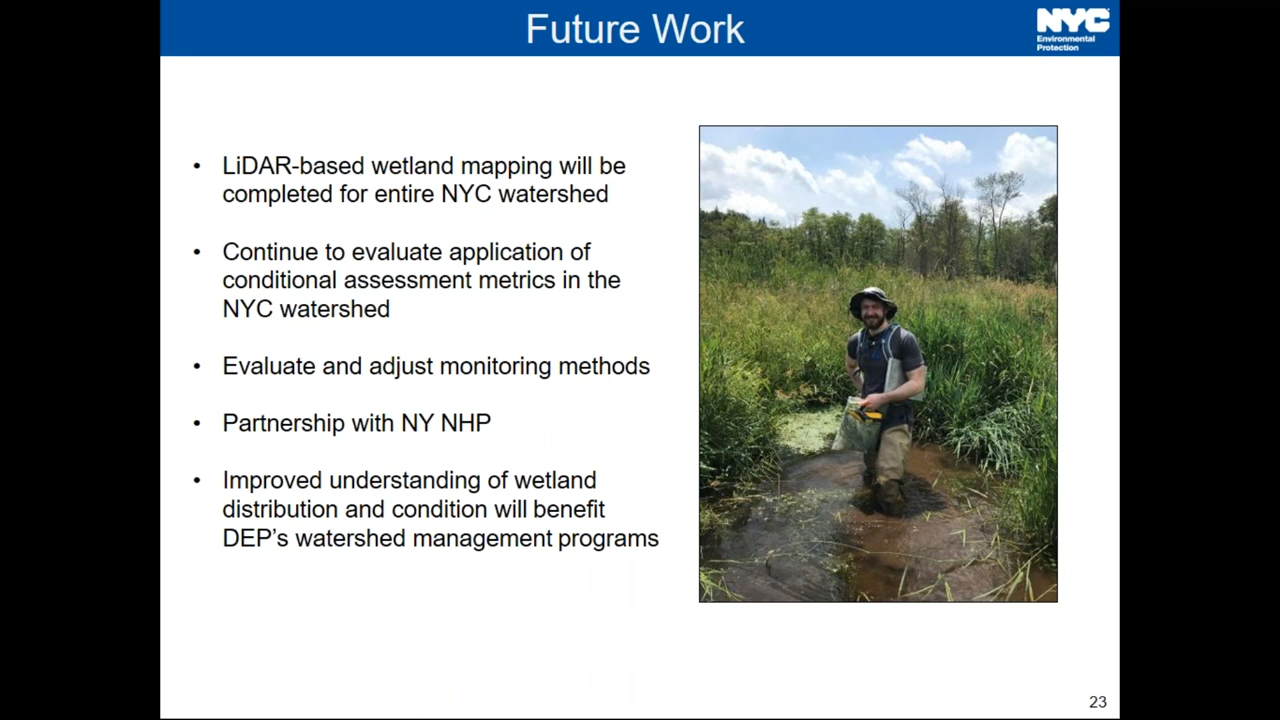 Future Work
NYC
Environmental
Protection
• LiDAR-based wetland mapping will be
completed for entire NYC watershed
• Continue to evaluate application of
conditional assessment metrics in the
NYC watershed
• Evaluate and adjust monitoring methods
• Partnership with NY NHP
• Improved understanding of wetland
distribution and condition will benefit
DEP's watershed management programs
23